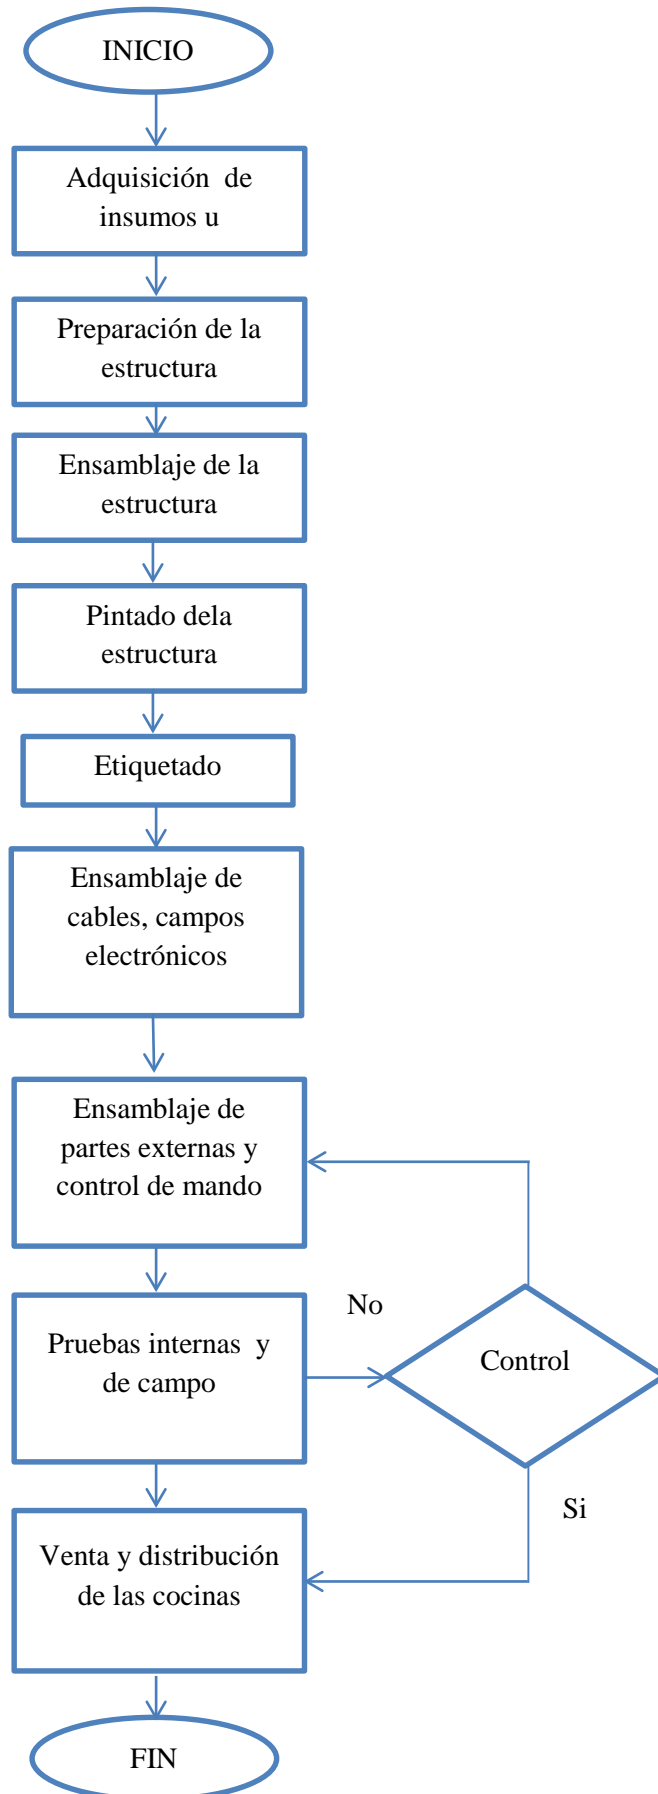 INICIO
Adquisición  de
insumos u
Preparación de la
estructura
Ensamblaje de la
estructura
Pintado dela
estructura
Etiquetado
Ensamblaje de
cables, campos
electrónicos
Ensamblaje de
partes externas y
control de mando
No
Pruebas internas  y
de campo
Control
Si
Venta y distribución
de las cocinas
FIN